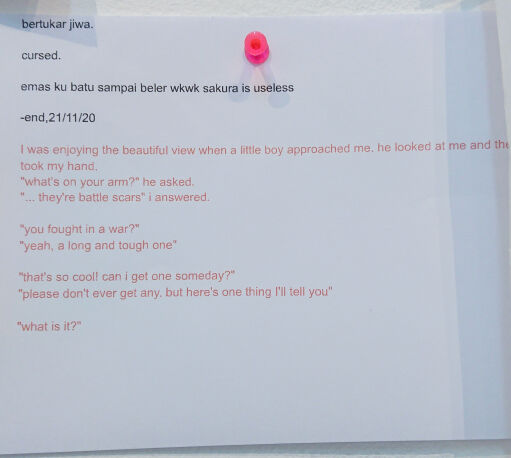 bertukar jiwa.
cursed.
emas ku batu sampai beler wkwk sakura is useless
-end,21/11/20
I was enjoying the beautiful view when a little boy approached me. he looked at me and
took my hand.
"what's on your arm?" he asked.
"... they're battle scars" i answered.
"you fought in a war?"
"yeah, a long and tough one"
"that's so cool! can i get one someday?"
"please don't ever get any. but here's one thing I'll tell you"
"what is it?"